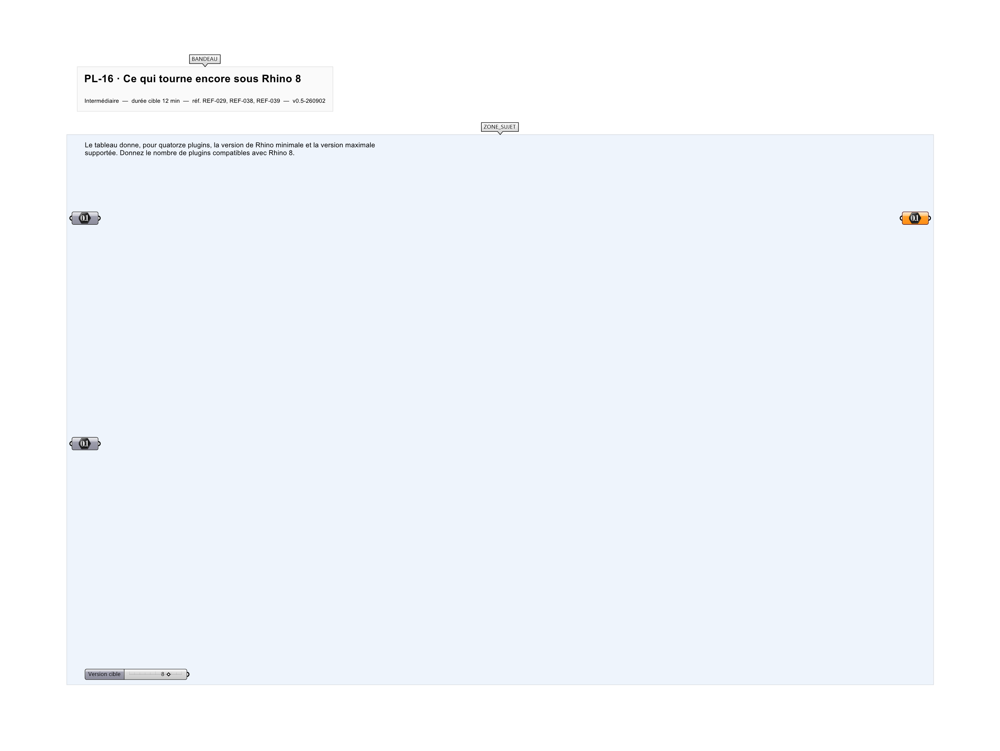 BANDEAU
PL-16 · Ce qui tourne encore sous Rhino 8
Intermédiaire — durée cible 12 min — réf. REF-029, REF-038, REF-039 — v0.5-260902
ZONE_SUJET
Le tableau donne, pour quatorze plugins, la version de Rhino minimale et la version maximale
supportée. Donnez le nombre de plugins compatibles avec Rhino 8.
0.1
0.1
0.1
Version cible 8